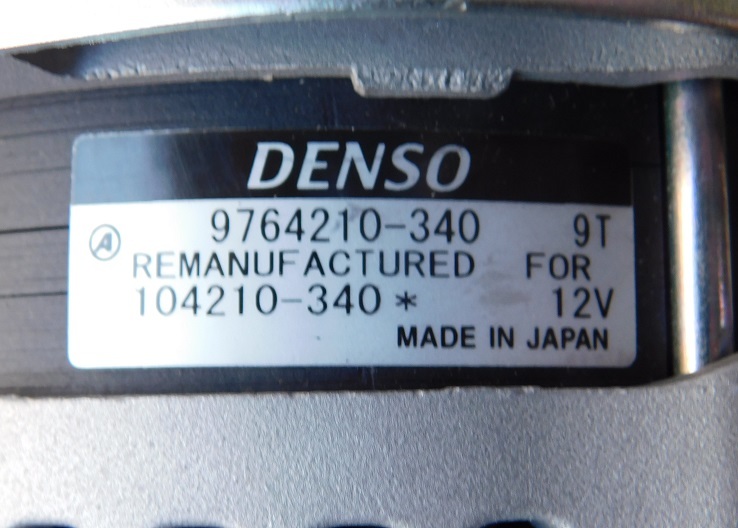 DENSO
9764210-340 9T
A
REMANUFACTURED FOR
104210-340* 12V
MADE IN JAPAN